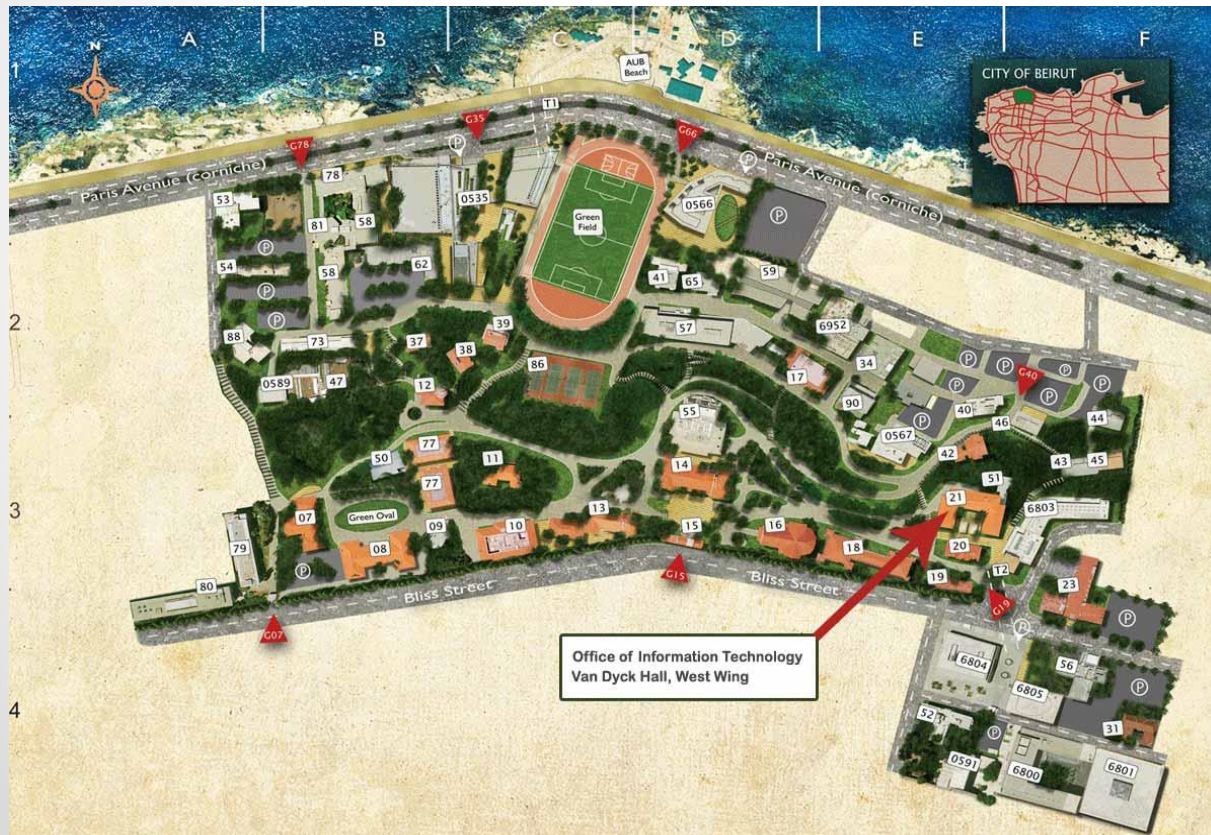 A
B
C
D
E
F
1
N
AUB
Beach
CITY OF BEIRUT
T1
G35
G66
G78
P
P
Paris Avenue (corniche)
Paris Avenue (corniche)
78
53
0535
0566
58
81
P
Green
Field
P
54
58
62
41
65
59
P
2
57
6952
88
P
73
37
39
38
86
34
P
P
P
G40
17
P
P
0589
47
12
90
40
P
55
46
44
0567
77
42
50
11
14
43
45
77
51
21
3
07
Green Oval
13
6803
79
09
10
15
16
08
18
20
P
T2
80
Bliss Street
G15
Bliss Street
19
23
G07
G19
P
P
Office of Information Technology
Van Dyck Hall, West Wing
6804
56
6805
P
4
52
P
31
0591
6800
6801